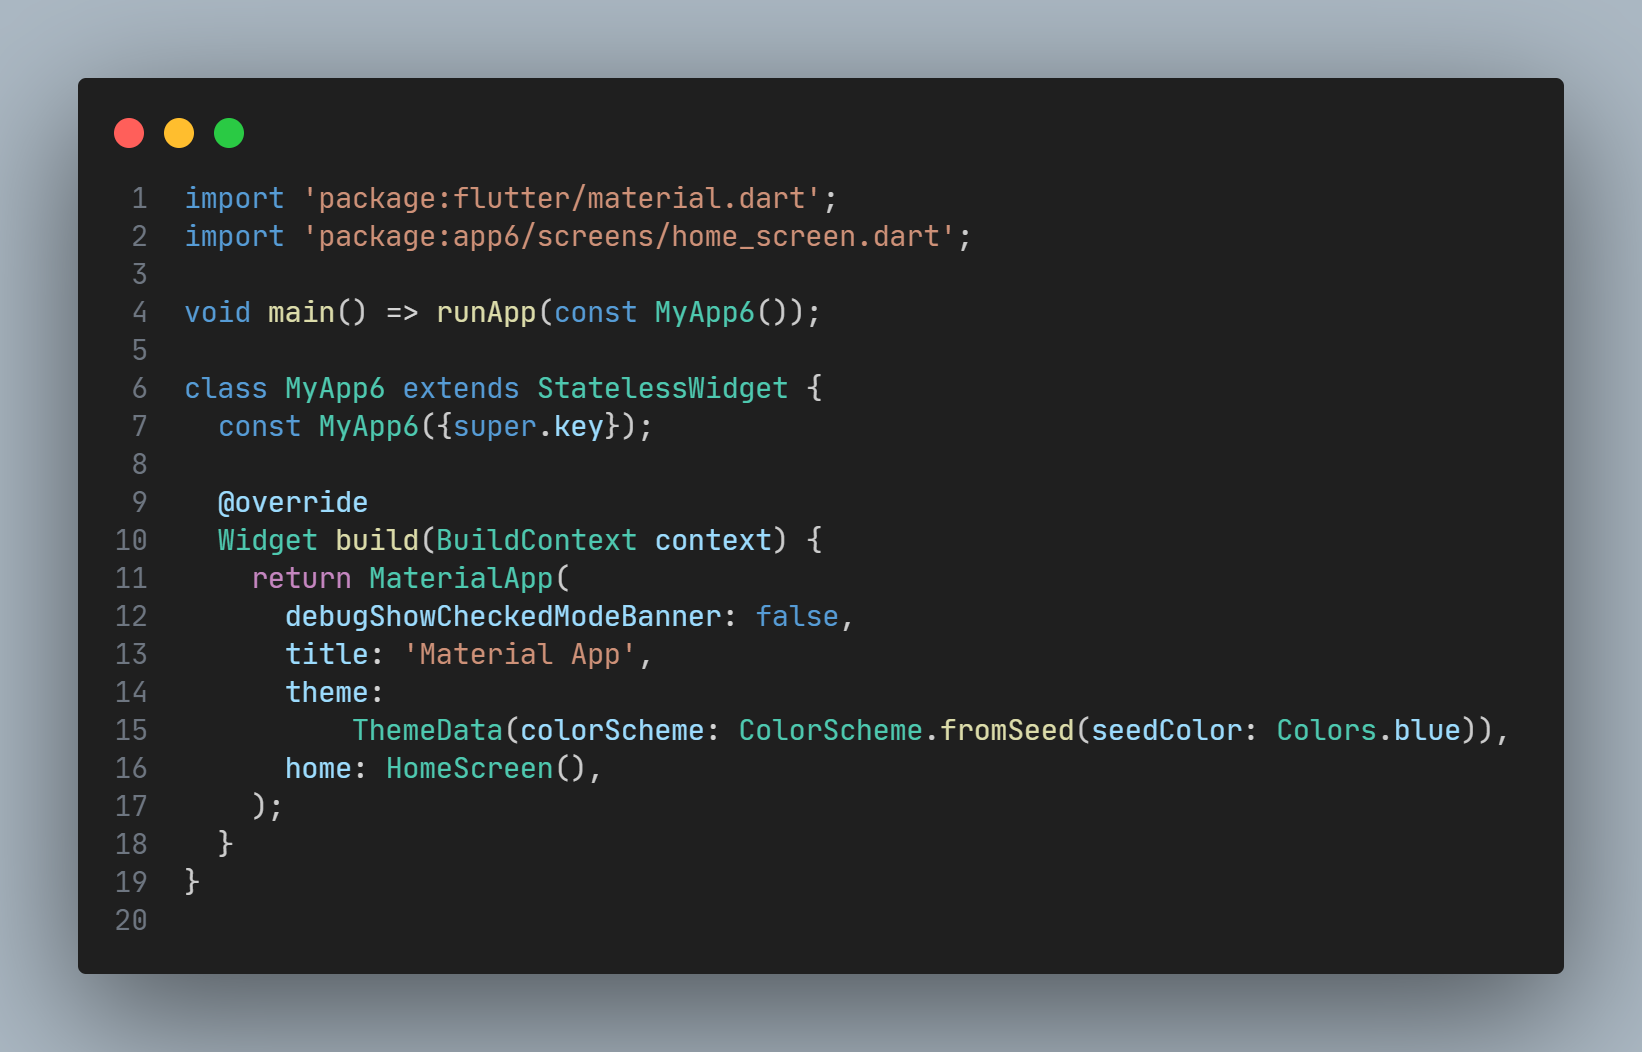 1 import 'package:flutter/material.dart';
2 import 'package:app6/screens/home_screen.dart';
3
4 void main() => runApp(const MyApp6());
5
6 class MyApp6 extends StatelessWidget {
7   const MyApp6({super.key});
8
9   @override
10   Widget build(BuildContext context) {
11     return MaterialApp(
12       debugShowCheckedModeBanner: false,
13       title: 'Material App',
14       theme:
15           ThemeData(colorScheme: ColorScheme.fromSeed(seedColor: Colors.blue)),
16       home: HomeScreen(),
17     );
18   }
19 }
20